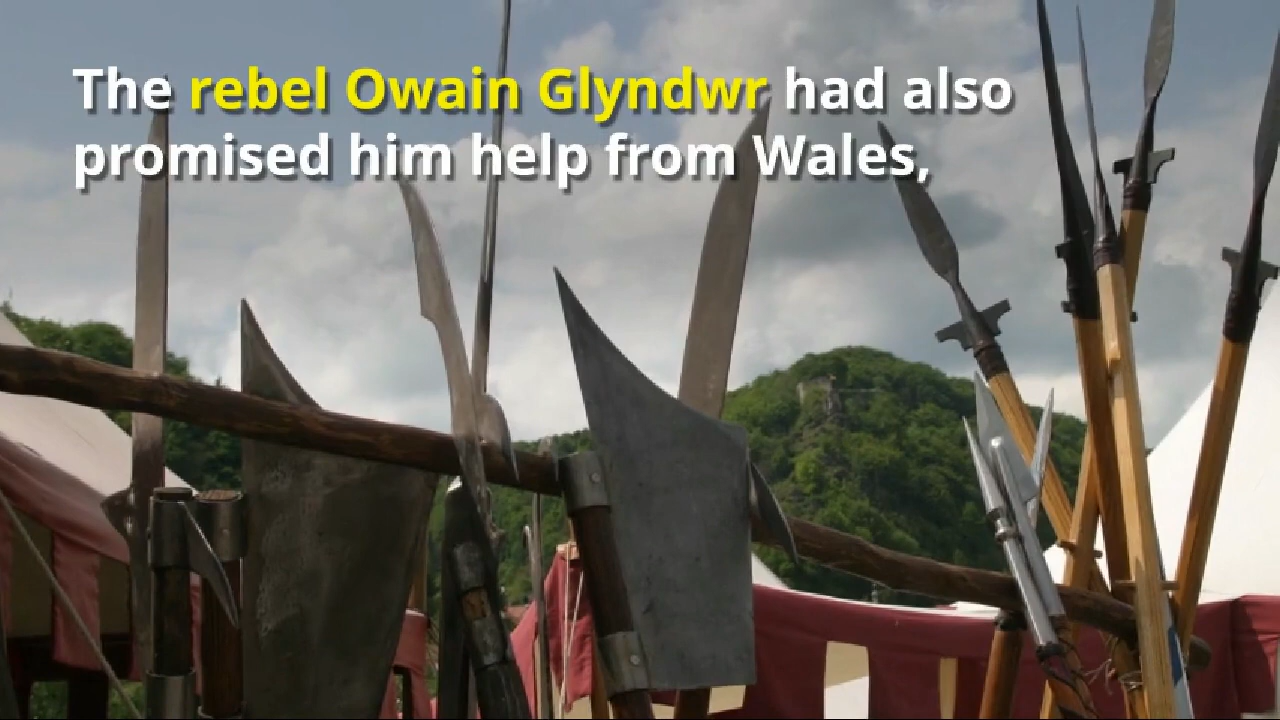 The rebel Owain Glyndwr had also
promised him help from Wales,